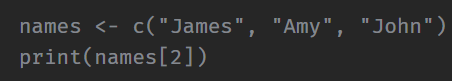 names <- c("James", "Amy", "John")
print(names[2])